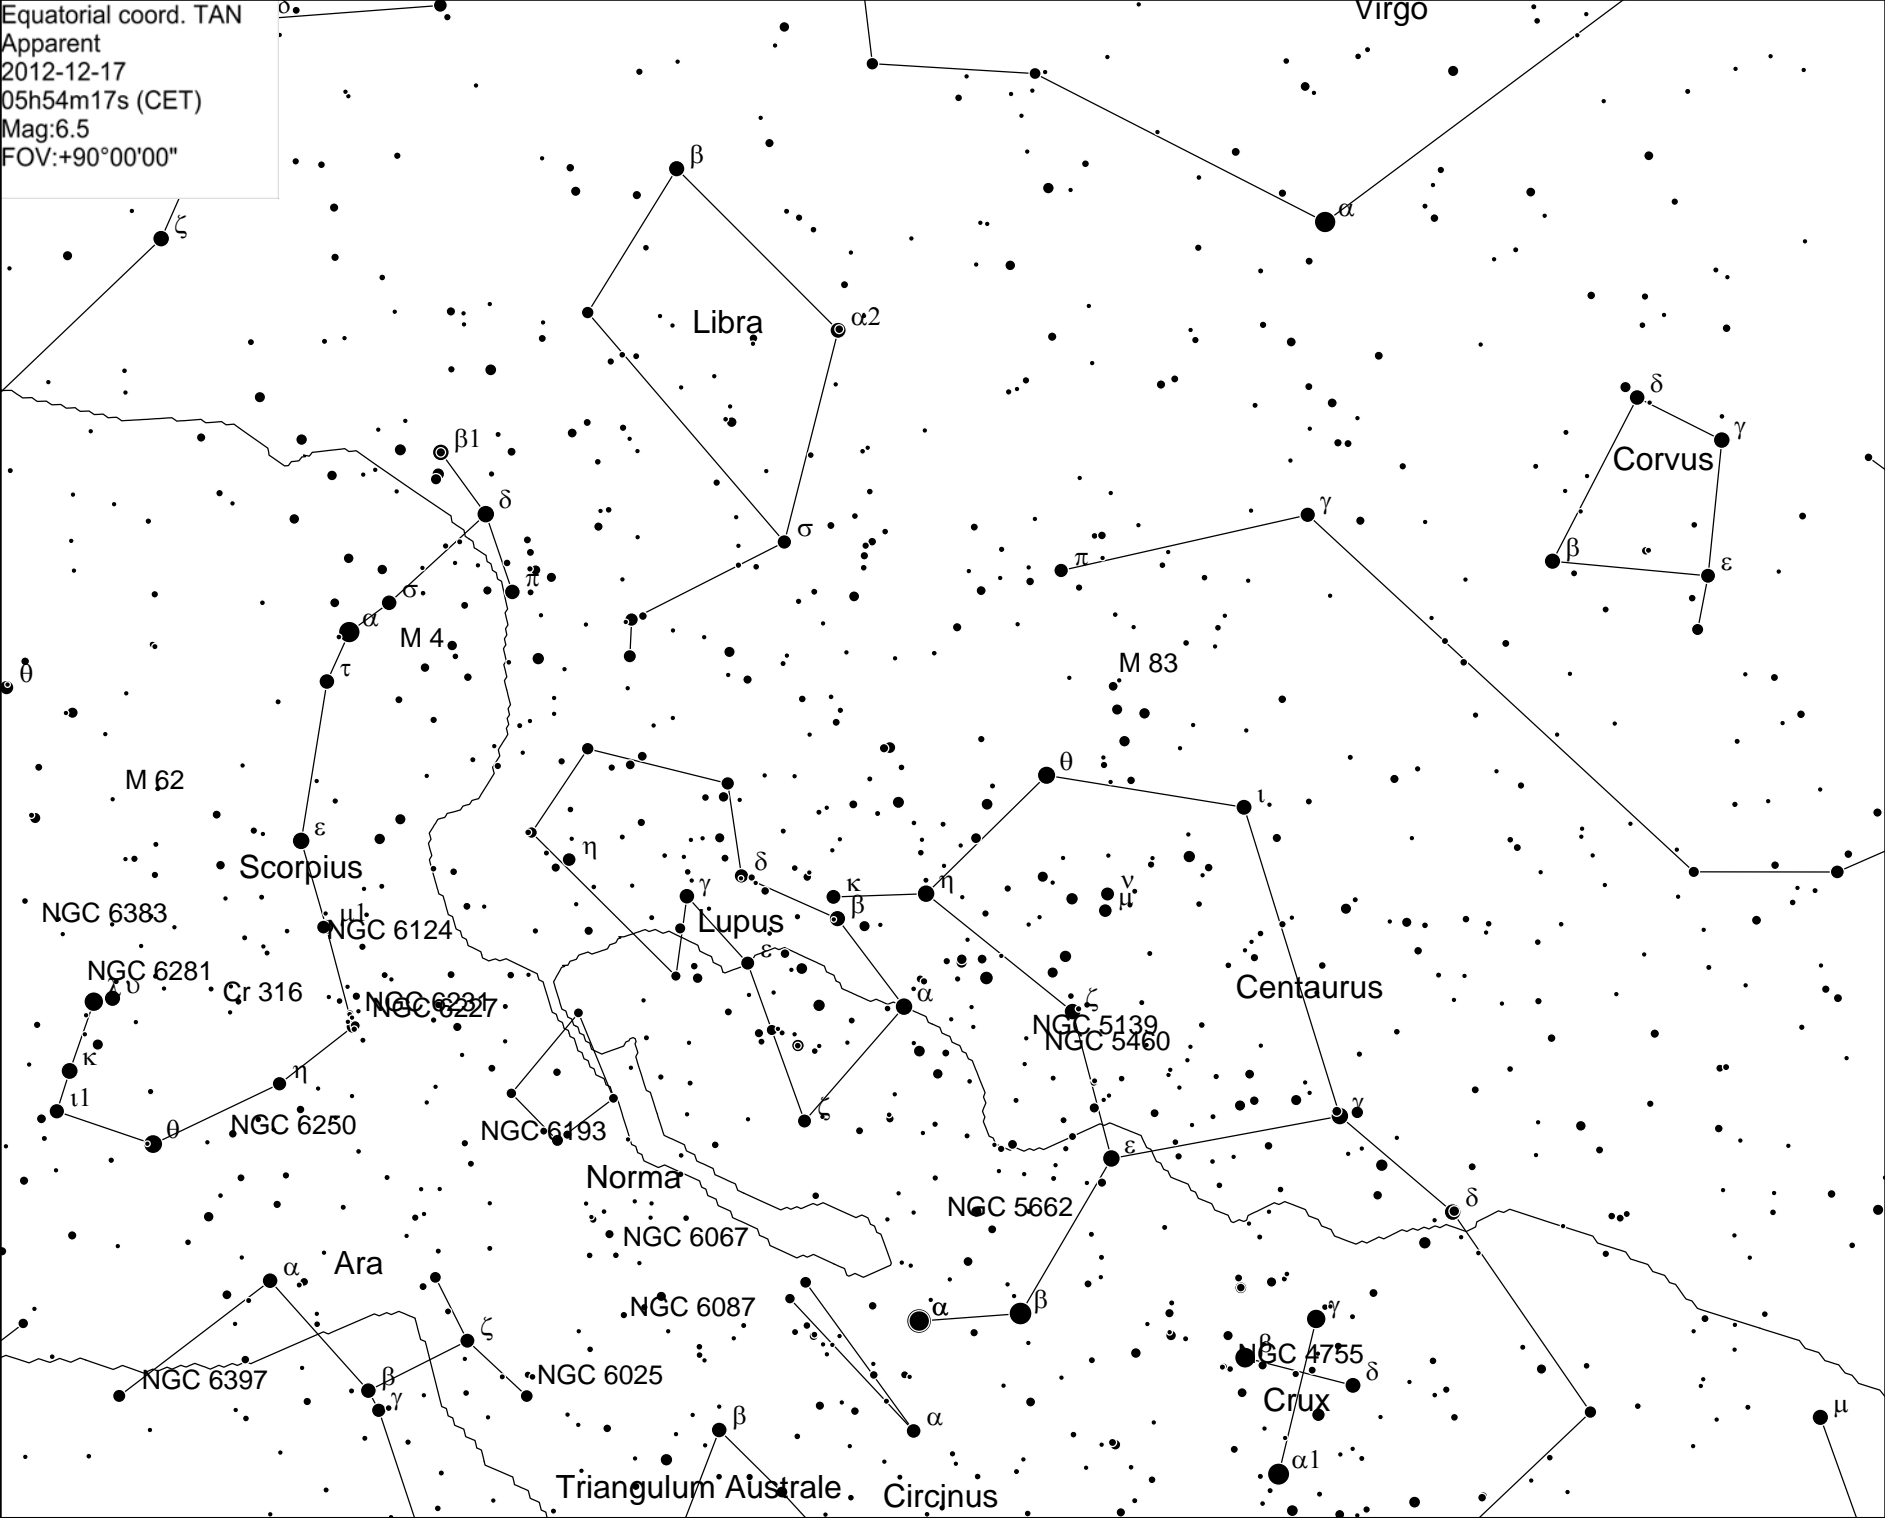 Equatorial coord. TAN
Apparent
2012-12-17
05h54m17s (CET)
Mag:6.5
FOV:+90°00'00"
δ
Virgo
β
α
ζ
Libra
α2
δ
γ
Corvus
β1
δ
σ
γ
β
ε
π
π
σ
α
M 4
τ
θ
M 83
θ
M 62
ι
ε
Scorpius
η
δ
γ
κ
η
ν
μ
β
Lupus
NGC 6383
μ1
NGC 6124
ε
NGC 6281
λ υ
Cr 316
NGC 6231
NGC 6227
α
ζ
Centaurus
NGC 5139
NGC 5460
κ
η
ι1
θ
NGC 6250
NGC 6193
ζ
γ
ε
Norma
NGC 5662
δ
NGC 6067
Ara
α
NGC 6087
α
β
γ
ζ
β
NGC 4755
NGC 6397
β
NGC 6025
δ
γ
Crux
β
α
μ
α1
Triangulum Australe
Circinus